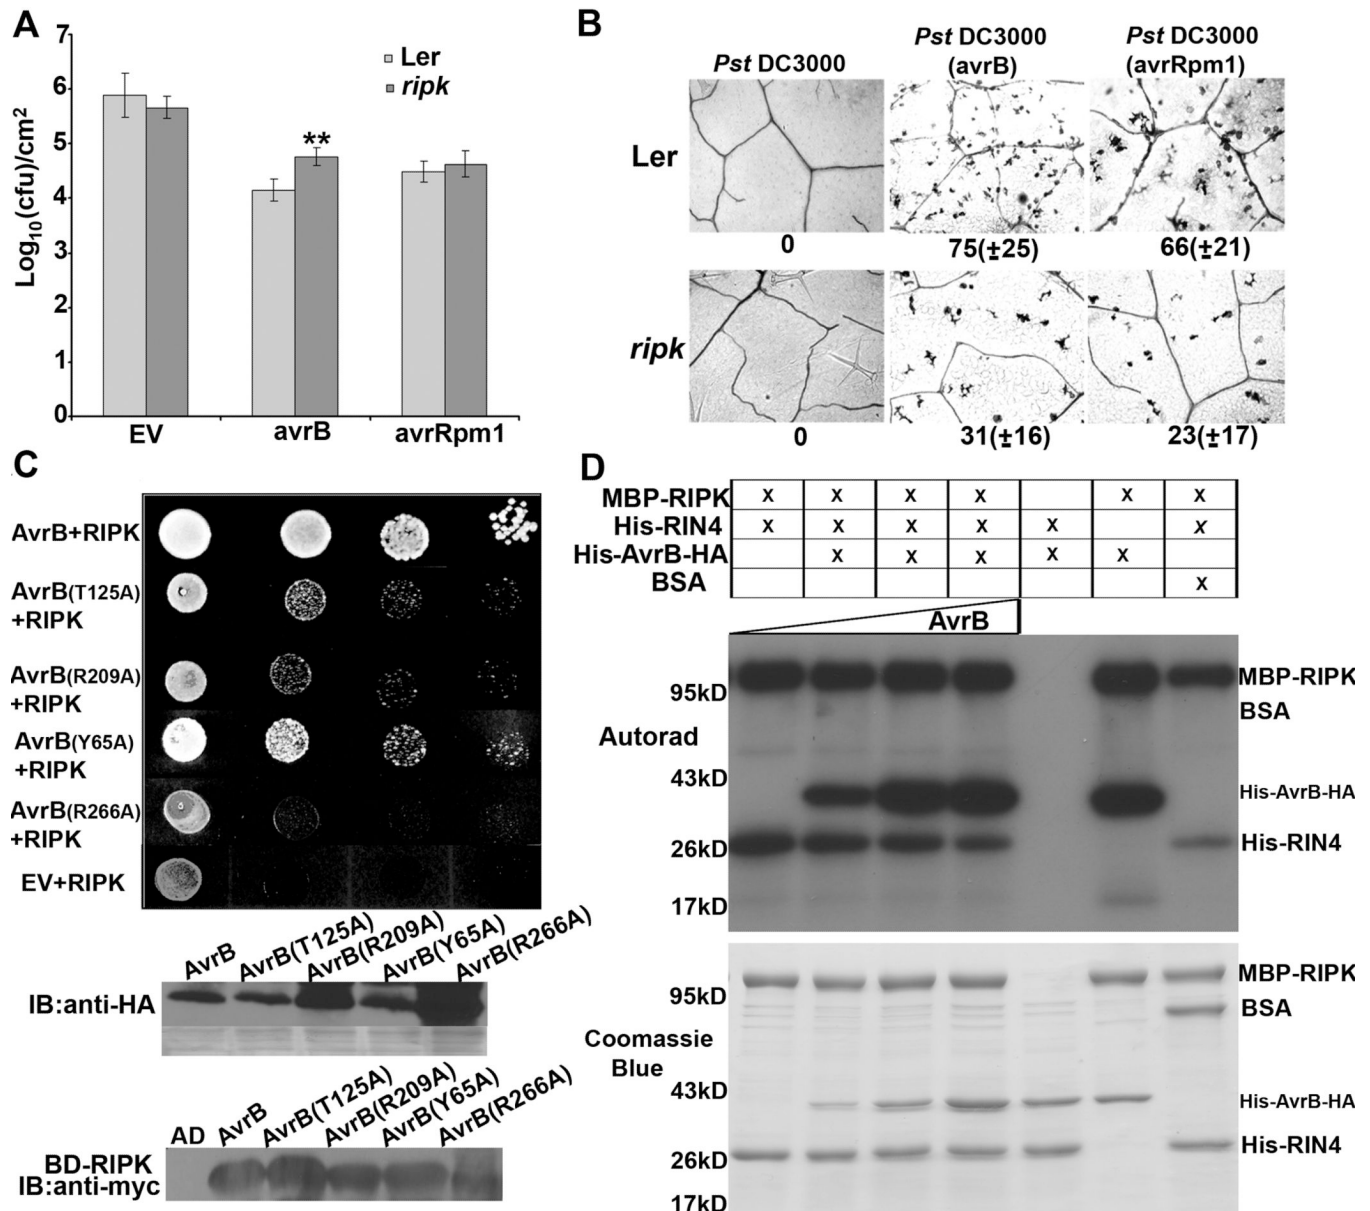 A
7
6
5
4
3
2
1
0
Log10(cfu)/cm2
Ler
ripk
**
EV
avrB
avrRpm1
B
Pst DC3000
Pst DC3000
(avrB)
Pst DC3000
(avrRpm1)
Ler
0
75(±25)
66(±21)
ripk
0
31(±16)
23(±17)
C
AvrB+RIPK
AvrB(T125A)
+RIPK
AvrB(R209A)
+RIPK
AvrB(Y65A)
+RIPK
AvrB(R266A)
+RIPK
EV+RIPK
AvrB
AvrB(T125A)
AvrB(R209A)
AvrB(Y65A)
AvrB(R266A)
IB:anti-HA
AD
AvrB
AvrB(T125A)
AvrB(R209A)
AvrB(Y65A)
AvrB(R266A)
BD-RIPK
IB:anti-myc
D
MBP-RIPK x x x x x x
His-RIN4 x x x x x x
His-AvrB-HA x x x x x
BSA x
AvrB
Autorad
95kD
43kD
26kD
17kD
MBP-RIPK
BSA
His-AvrB-HA
His-RIN4
Coomassie
Blue
95kD
43kD
26kD
17kD
MBP-RIPK
BSA
His-AvrB-HA
His-RIN4